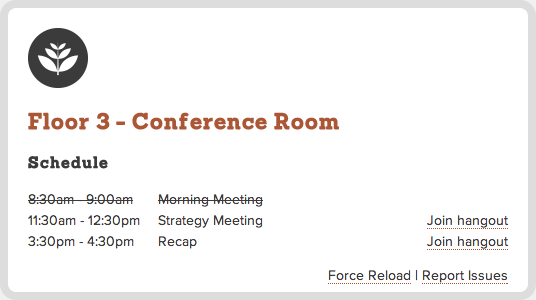 Floor 3 - Conference Room
Schedule
8:30am - 9:00am Morning Meeting
11:30am - 12:30pm Strategy Meeting Join hangout
3:30pm - 4:30pm Recap Join hangout
Force Reload | Report Issues